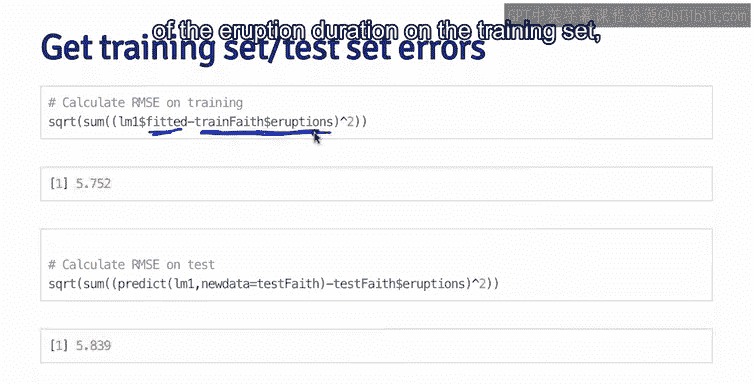 of the eruption duration on the training set,
Get training set/test set errors
# Calculate RMSE on training
sqrt(sum((lm1$fitted-trainFaith$eruptions)^2))
[1] 5.752
# Calculate RMSE on test
sqrt(sum((predict(lm1,newdata=testFaith)-testFaith$eruptions)^2))
[1] 5.839